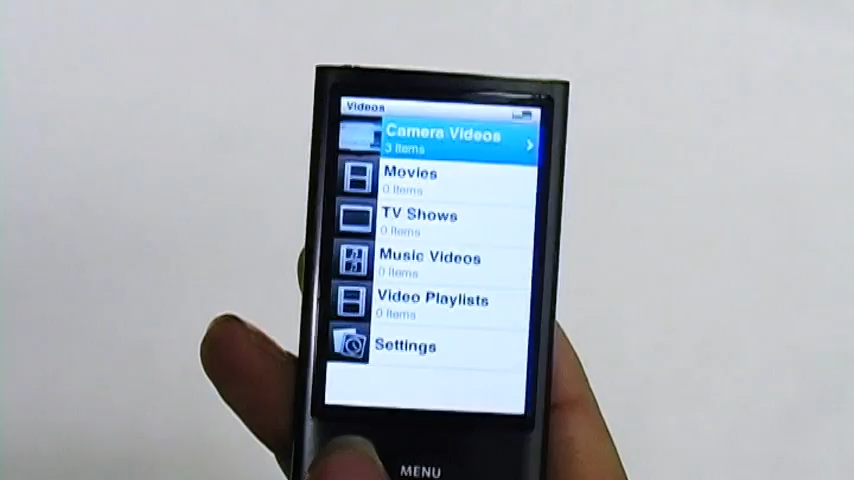 Videos
Camera Videos
3 Items
Movies
0 Items
TV Shows
0 Items
Music Videos
0 Items
Video Playlists
0 Items
Settings
MENU